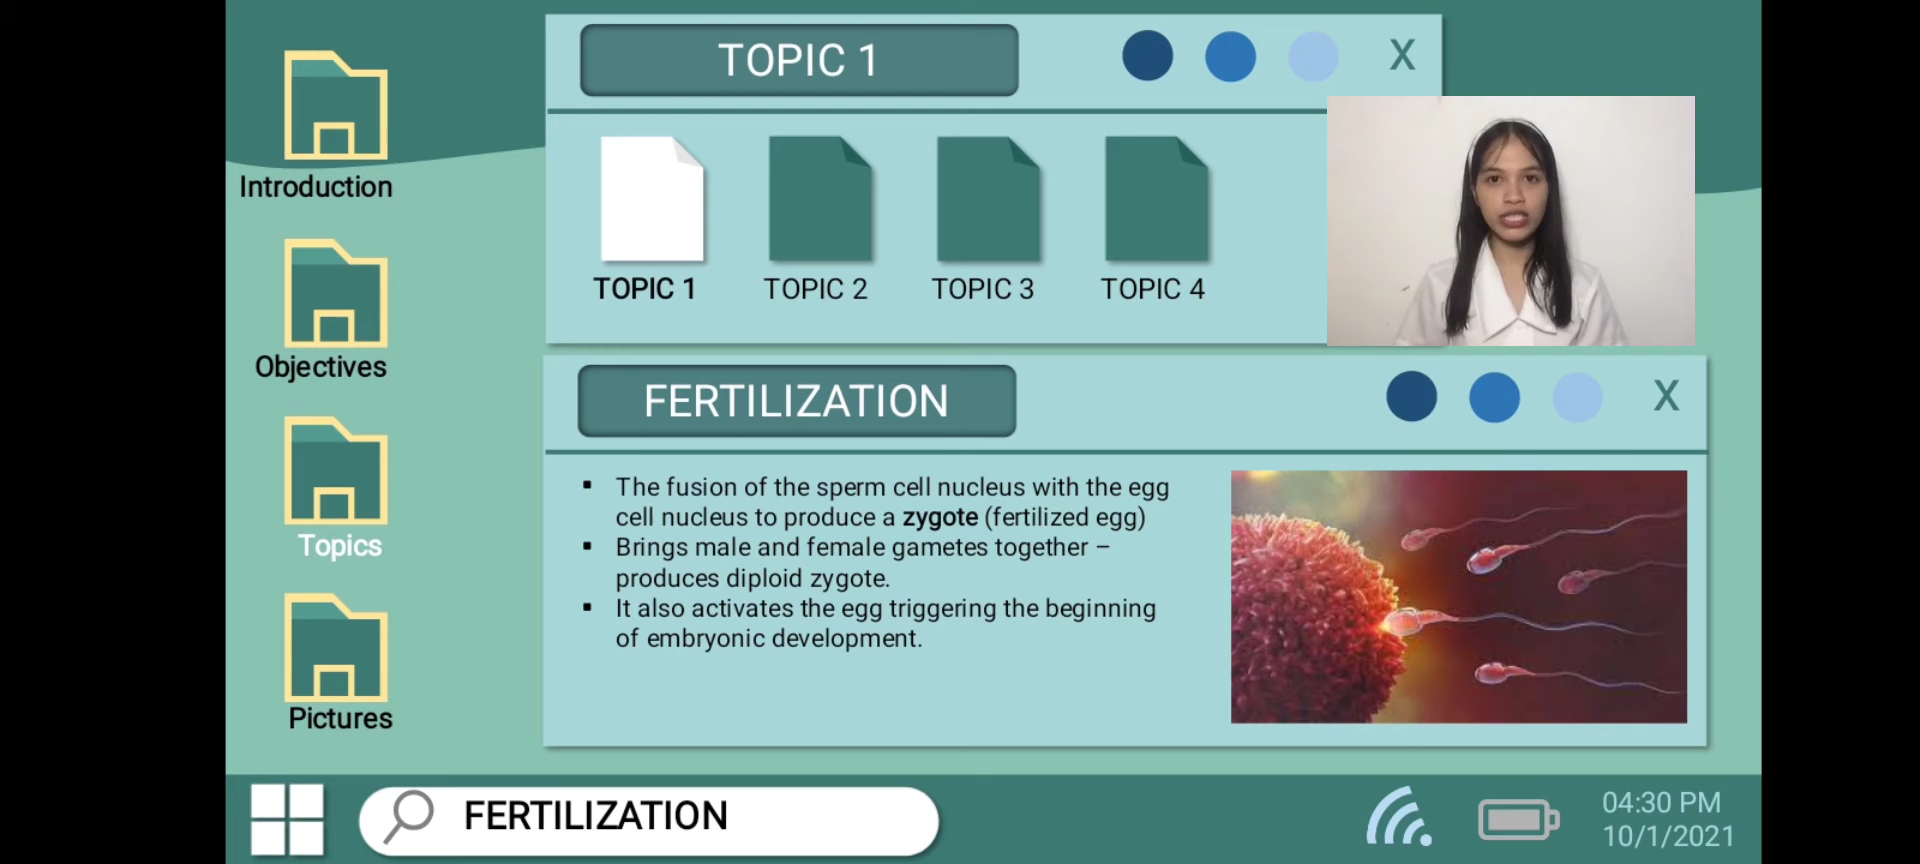 TOPIC 1
X
TOPIC 1
TOPIC 2
TOPIC 3
TOPIC 4
Introduction
Objectives
Topics
Pictures
FERTILIZATION
X
▪ The fusion of the sperm cell nucleus with the egg
cell nucleus to produce a zygote (fertilized egg)
▪ Brings male and female gametes together –
produces diploid zygote.
▪ It also activates the egg triggering the beginning
of embryonic development.
FERTILIZATION
04:30 PM
10/1/2021